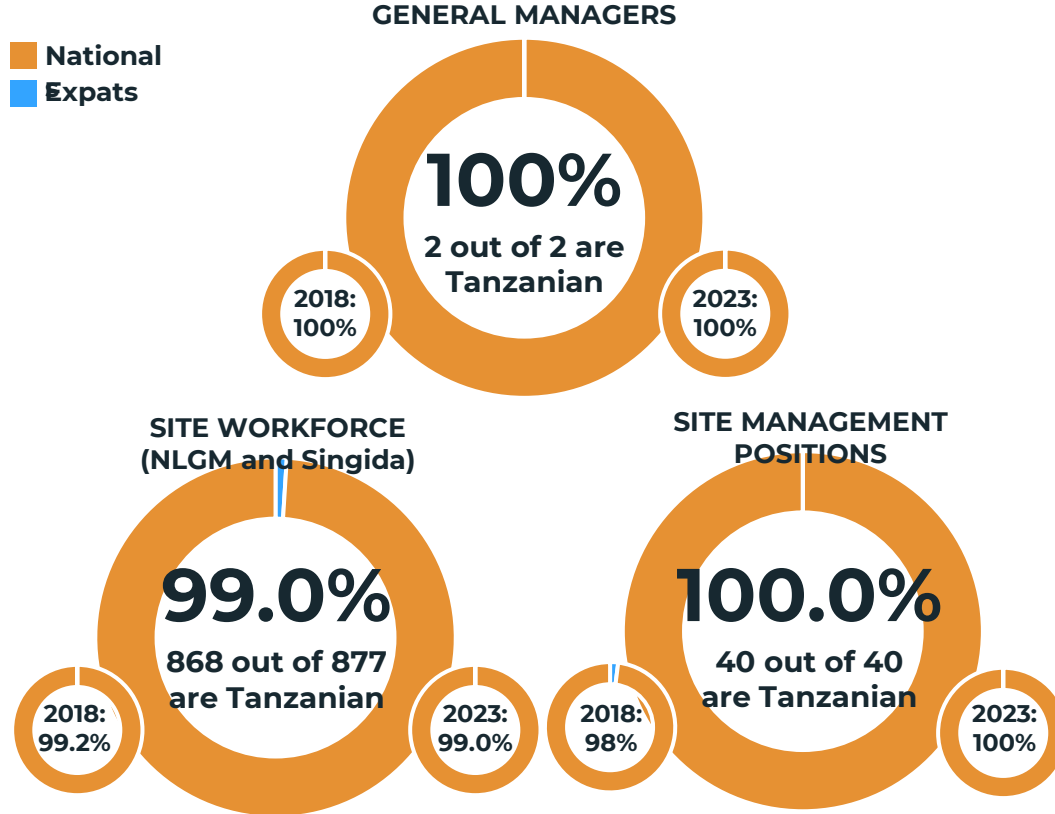 GENERAL MANAGERS
National
Expats
100%
2 out of 2 are
Tanzanian
2018:
100%
2023:
100%
SITE WORKFORCE
(NLGM and Singida)
99.0%
868 out of 877
are Tanzanian
2018:
99.2%
2023:
99.0%
SITE MANAGEMENT
POSITIONS
100.0%
40 out of 40
are Tanzanian
2018:
98%
2023:
100%